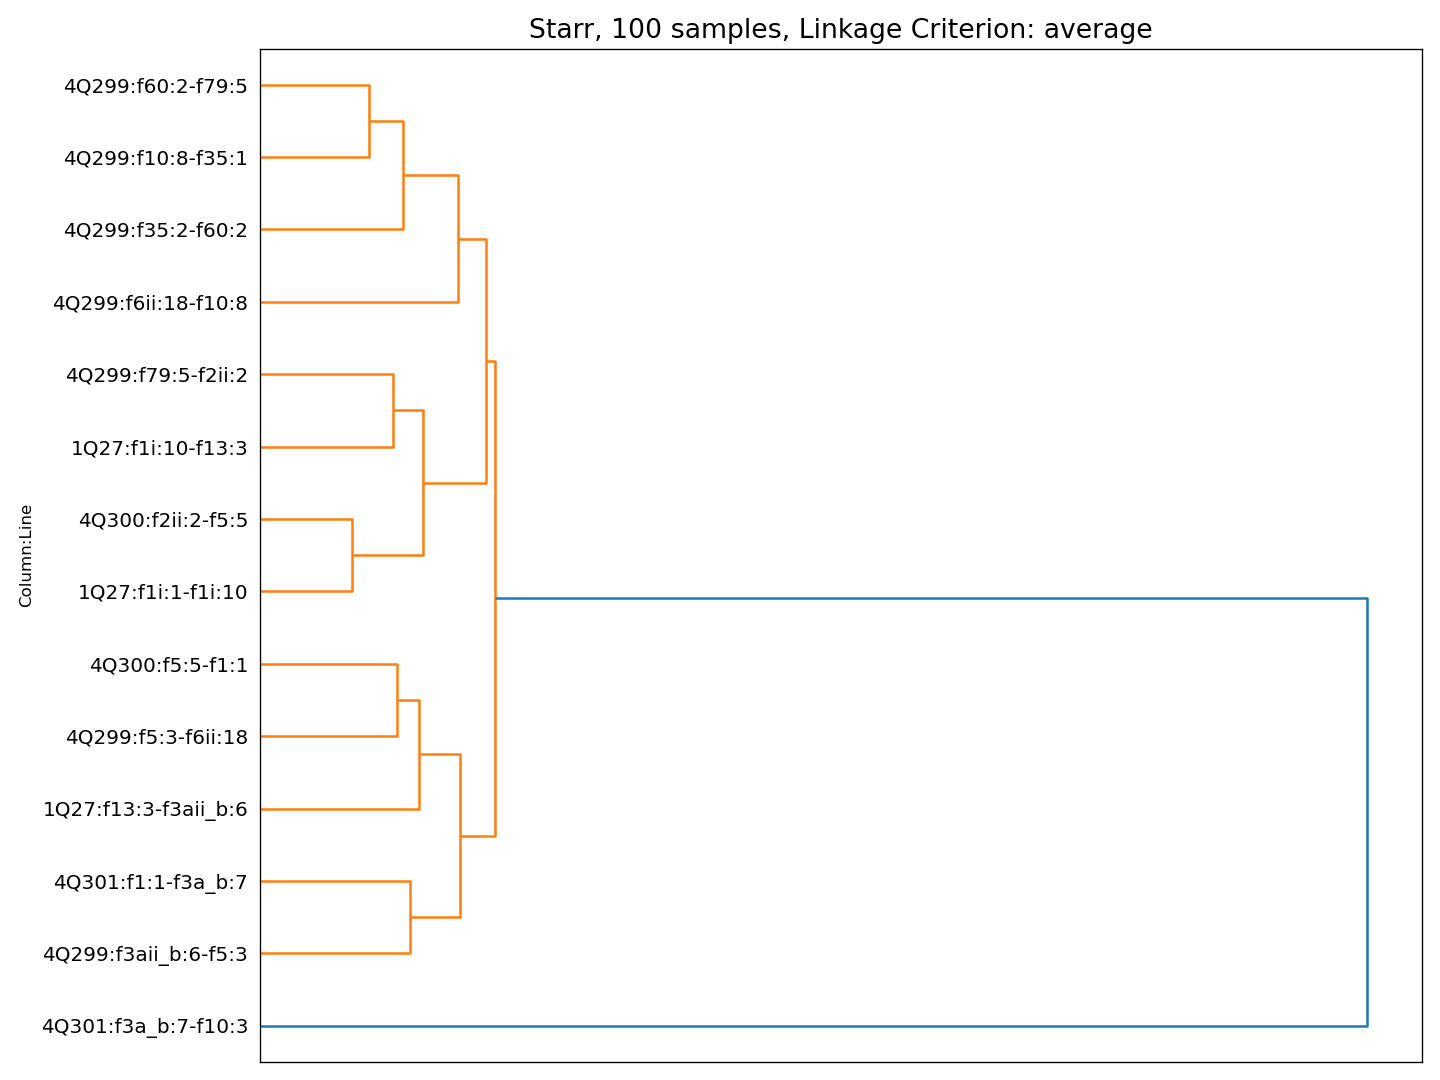 Starr, 100 samples, Linkage Criterion: average
4Q299:f60:2-f79:5
4Q299:f10:8-f35:1
4Q299:f35:2-f60:2
4Q299:f6ii:18-f10:8
4Q299:f79:5-f2ii:2
1Q27:f1i:10-f13:3
4Q300:f2ii:2-f5:5
1Q27:f1i:1-f1i:10
4Q300:f5:5-f1:1
4Q299:f5:3-f6ii:18
1Q27:f13:3-f3aii_b:6
4Q301:f1:1-f3a_b:7
4Q299:f3aii_b:6-f5:3
4Q301:f3a_b:7-f10:3
Column:Line